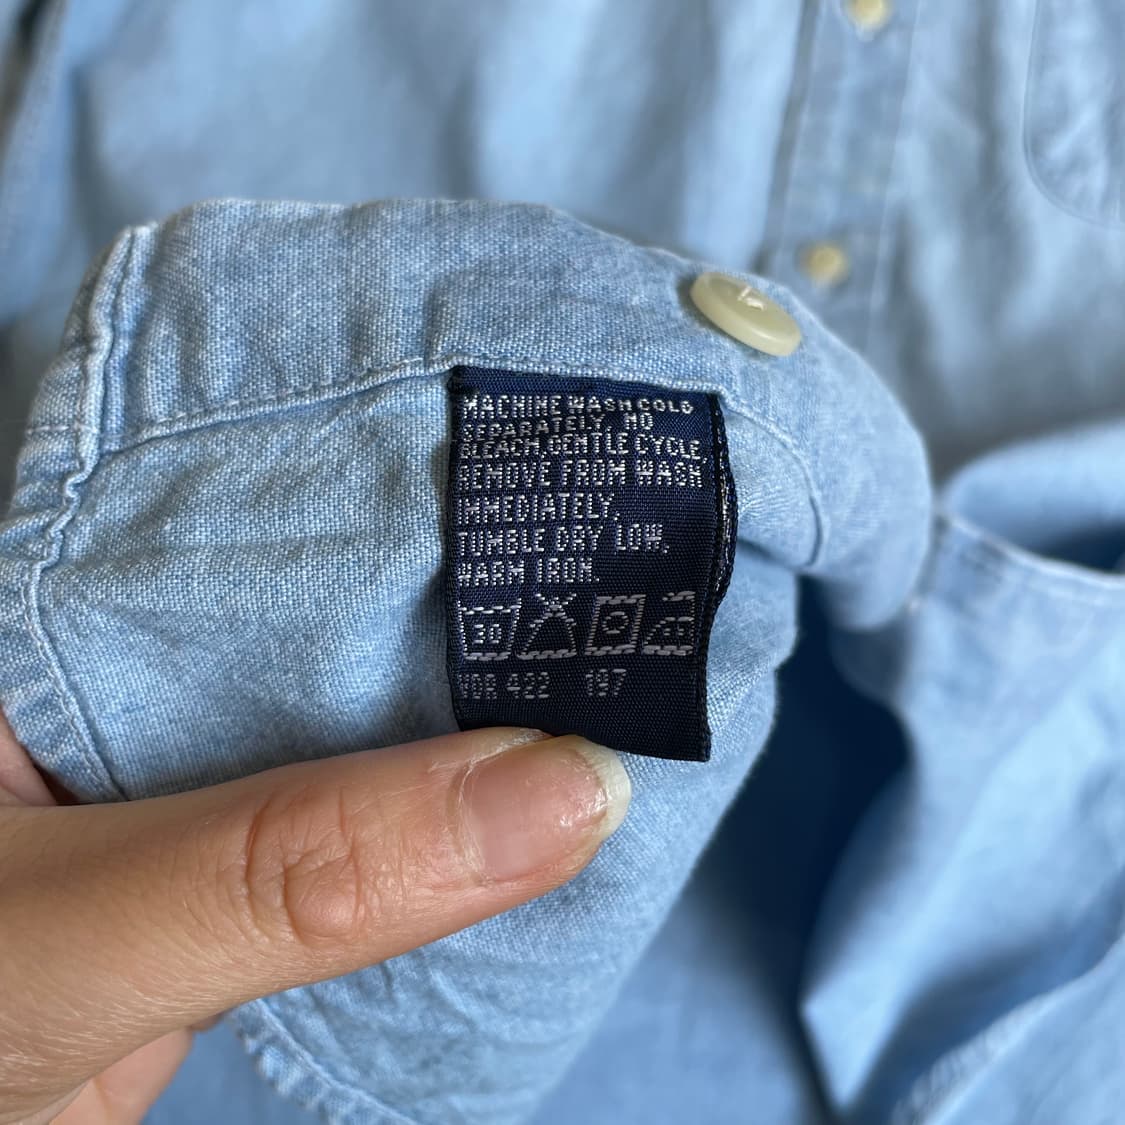 MACHINE WASH COLD
SEPARATELY, NO
BLEACH, GENTLE CYCLE
REMOVE FROM WASH
IMMEDIATELY,
TUMBLE DRY LOW,
WARM IRON.
30
VDR 422 197